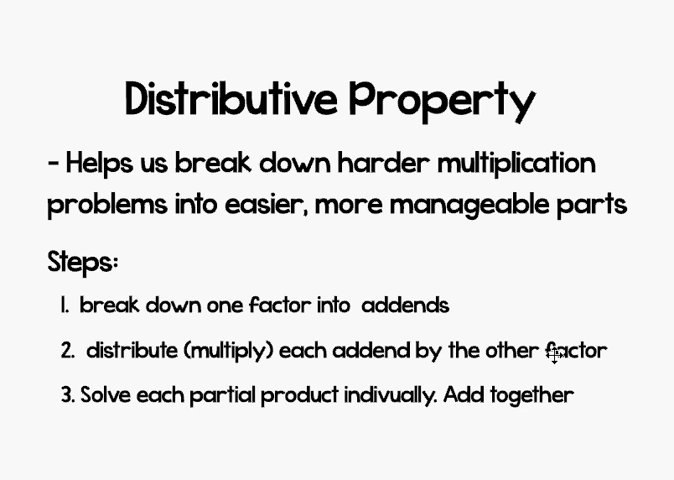 Distributive Property
- Helps us break down harder multiplication
problems into easier, more manageable parts
Steps:
1. break down one factor into addends
2. distribute (multiply) each addend by the other factor
3. Solve each partial product indivually. Add together